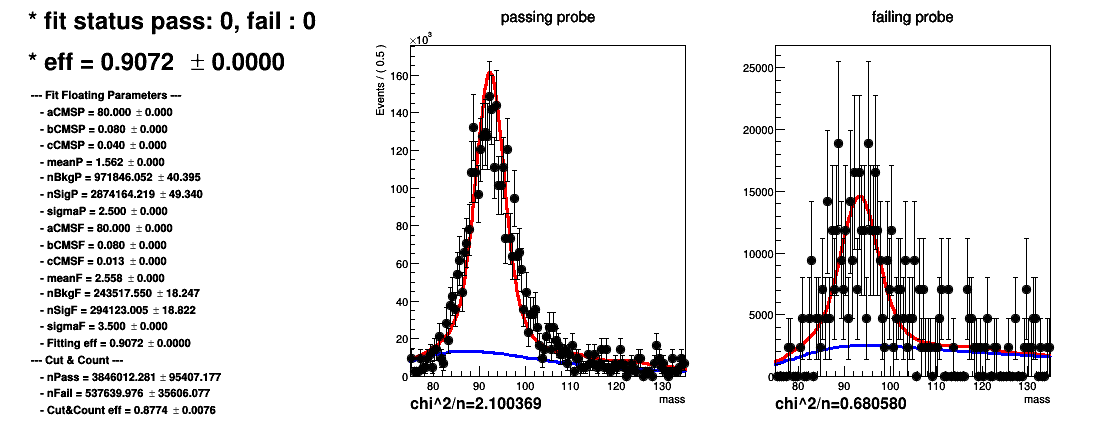 * fit status pass: 0, fail : 0
* eff = 0.9072 ± 0.0000
--- Fit Floating Parameters ---
- aCMSP = 80.000 ± 0.000
- bCMSP = 0.080 ± 0.000
- cCMSP = 0.040 ± 0.000
- meanP = 1.562 ± 0.000
- nBkgP = 971846.052 ± 40.395
- nSigP = 2874164.219 ± 49.340
- sigmaP = 2.500 ± 0.000
- aCMSF = 80.000 ± 0.000
- bCMSF = 0.080 ± 0.000
- cCMSF = 0.013 ± 0.000
- meanF = 2.558 ± 0.000
- nBkgF = 243517.550 ± 18.247
- nSigF = 294123.005 ± 18.822
- sigmaF = 3.500 ± 0.000
- Fitting eff = 0.9072 ± 0.0000
--- Cut & Count ---
- nPass = 3846012.281 ± 95407.177
- nFail = 537639.976 ± 35606.077
- Cut&Count eff = 0.8774 ± 0.0076
passing probe
×10³
Events / ( 0.5 )
160
140
120
100
80
60
40
20
0
80 90 100 110 120 130
mass
chi^2/n=2.100369
failing probe
25000
20000
15000
10000
5000
0
80 90 100 110 120 130
mass
chi^2/n=0.680580